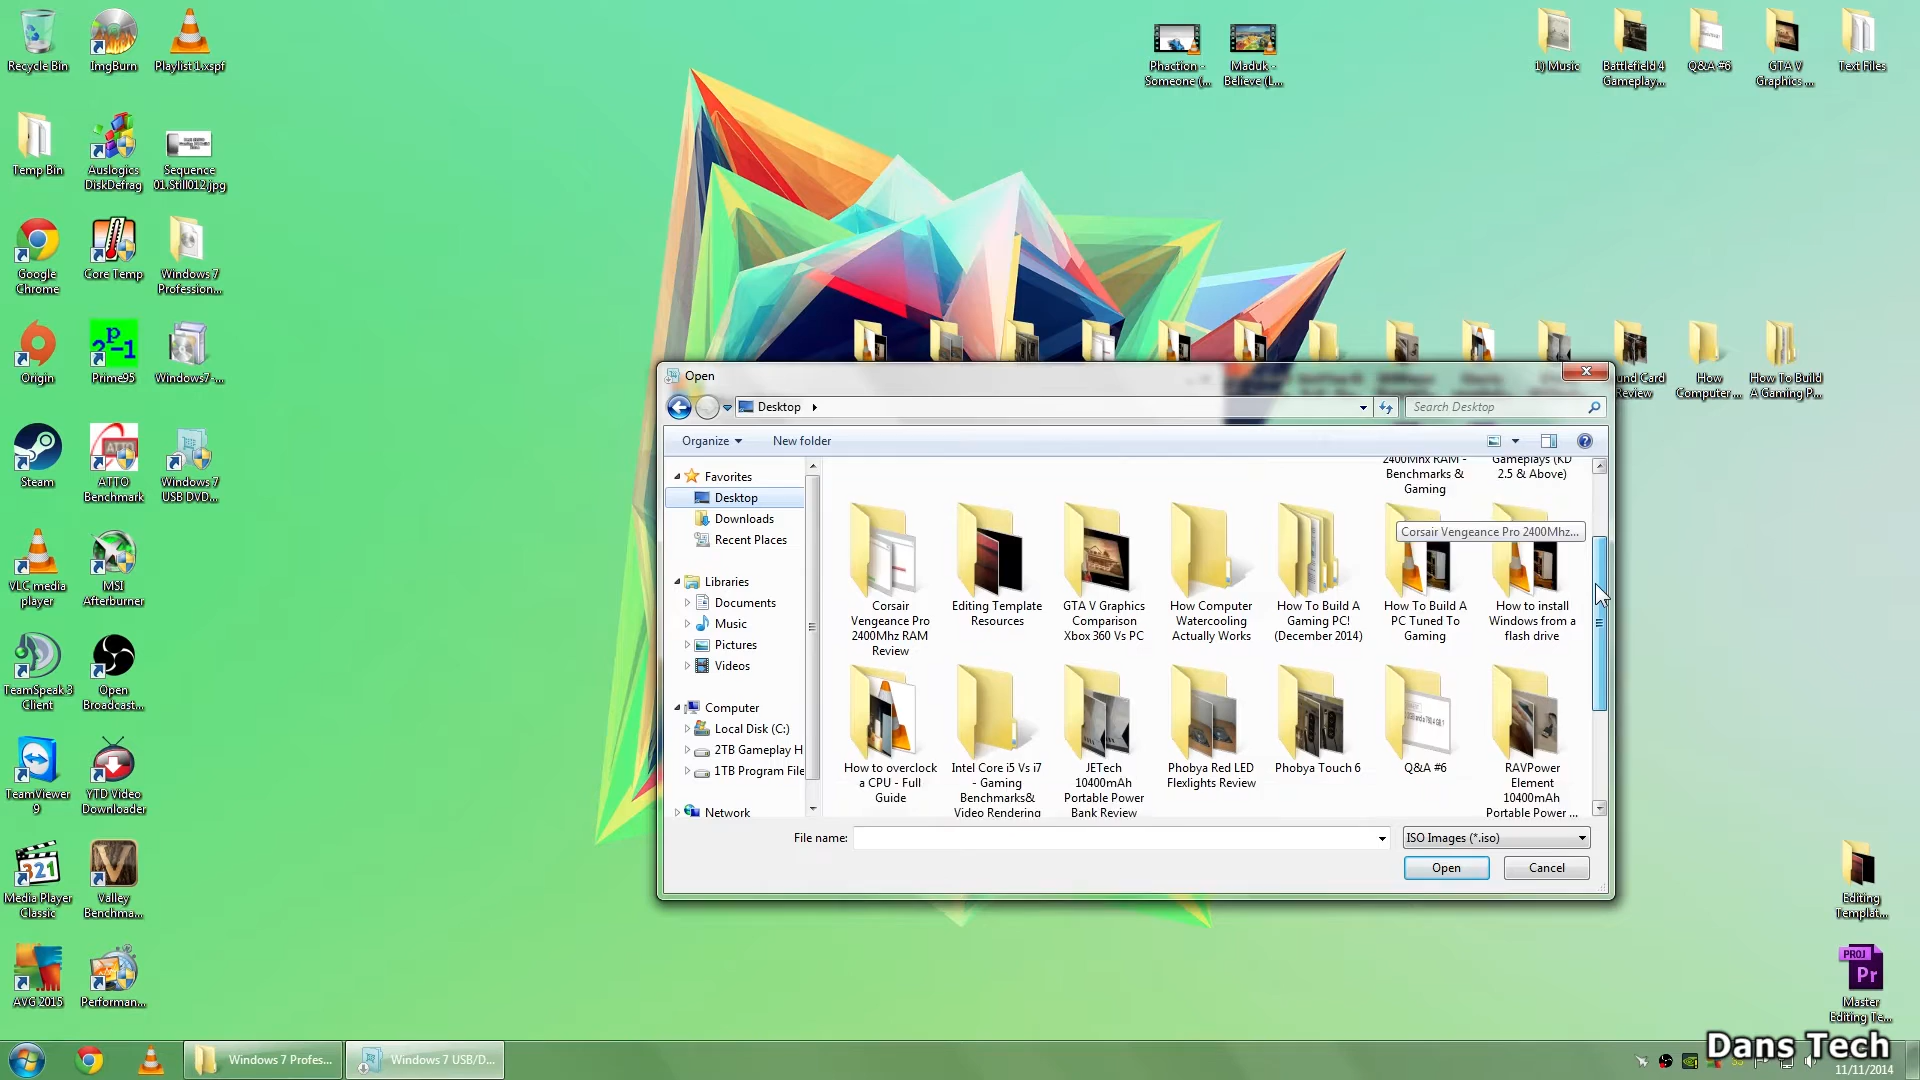 Recycle Bin
ImgBurn
Playlist 1.xspf
Phaction -
Someone (...
Maduk -
Believe (L...
1) Music
Battlefield 4
Gameplay...
Q&A #6
GTA V
Graphics ...
Text Files
Temp Bin
Auslogics
DiskDefrag
Sequence
01.Still012.jpg
Google
Chrome
Core Temp
Windows 7
Profession...
Origin
Prime95
Windows7-...
Steam
ATTO
Benchmark
Windows 7
USB DVD...
VLC media
player
MSI
Afterburner
TeamSpeak 3
Client
Open
Broadcast...
TeamViewer
9
YTD Video
Downloader
Media Player
Classic
Valley
Benchma...
AVG 2015
Performan...
und Card
Review
How
Computer ...
How To Build
A Gaming P...
Open
Desktop
Search Desktop
Organize
New folder
Favorites
Desktop
Downloads
Recent Places
Libraries
Documents
Music
Pictures
Videos
Computer
Local Disk (C:)
2TB Gameplay H
1TB Program File
Network
2400Mhx RAM -
Benchmarks &
Gaming
Gameplays (KD
2.5 & Above)
Corsair Vengeance Pro 2400Mhz...
Corsair
Vengeance Pro
2400Mhz RAM
Review
Editing Template
Resources
GTA V Graphics
Comparison
Xbox 360 Vs PC
How Computer
Watercooling
Actually Works
How To Build A
Gaming PC!
(December 2014)
How To Build A
PC Tuned To
Gaming
How to install
Windows from a
flash drive
How to overclock
a CPU - Full
Guide
Intel Core i5 Vs i7
- Gaming
Benchmarks&
Video Rendering
JETech
10400mAh
Portable Power
Bank Review
Phobya Red LED
Flexlights Review
Phobya Touch 6
Q&A #6
RAVPower
Element
10400mAh
Portable Power ...
File name:
ISO Images (*.iso)
Open
Cancel
Editing
Templat...
PROJ
Pr
Master
Editing Te...
Windows 7 Profes...
Windows 7 USB/D...
Dans Tech
11/11/2014